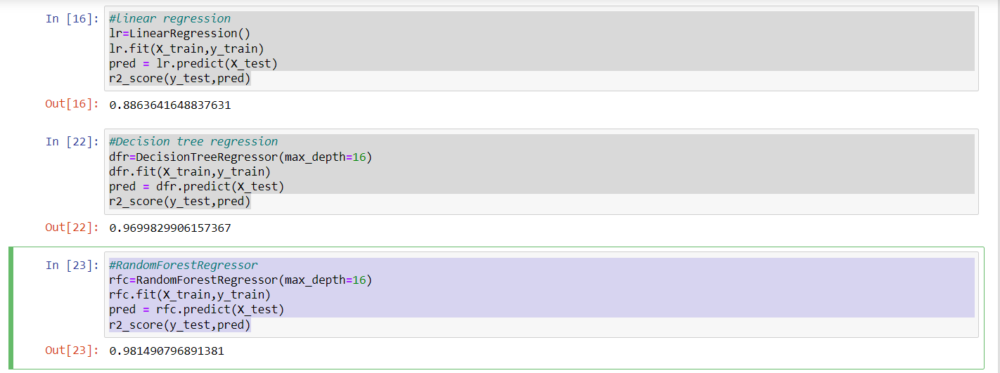 In [16]: #linear regression
lr=LinearRegression()
lr.fit(X_train,y_train)
pred = lr.predict(X_test)
r2_score(y_test,pred)
Out[16]: 0.8863641648837631
In [22]: #Decision tree regression
dfr=DecisionTreeRegressor(max_depth=16)
dfr.fit(X_train,y_train)
pred = dfr.predict(X_test)
r2_score(y_test,pred)
Out[22]: 0.9699829906157367
In [23]: #RandomForestRegressor
rfc=RandomForestRegressor(max_depth=16)
rfc.fit(X_train,y_train)
pred = rfc.predict(X_test)
r2_score(y_test,pred)
Out[23]: 0.981490796891381